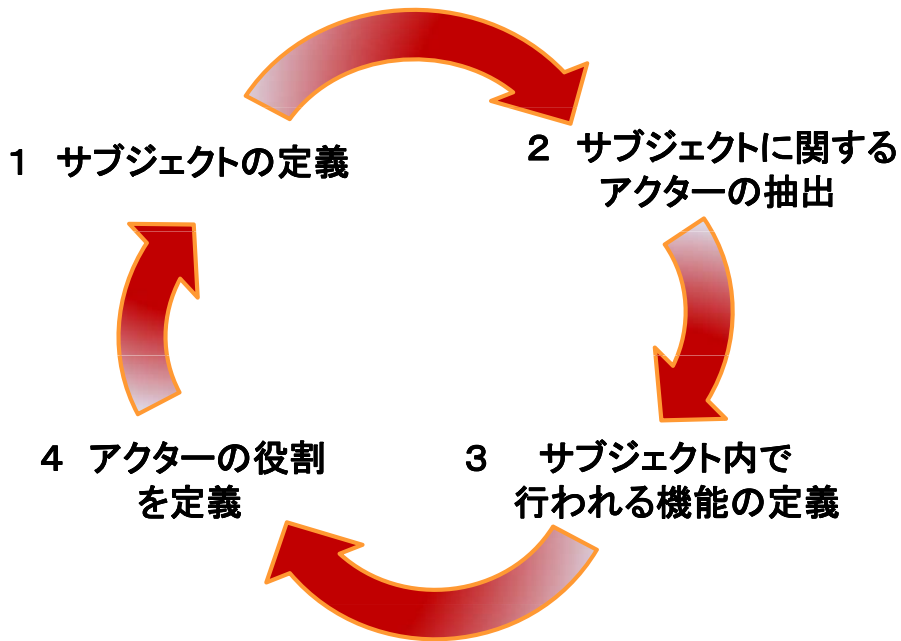 1　サブジェクトの定義
２　サブジェクトに関する
アクターの抽出
３　サブジェクト内で
行われる機能の定義
４　アクターの役割
を定義